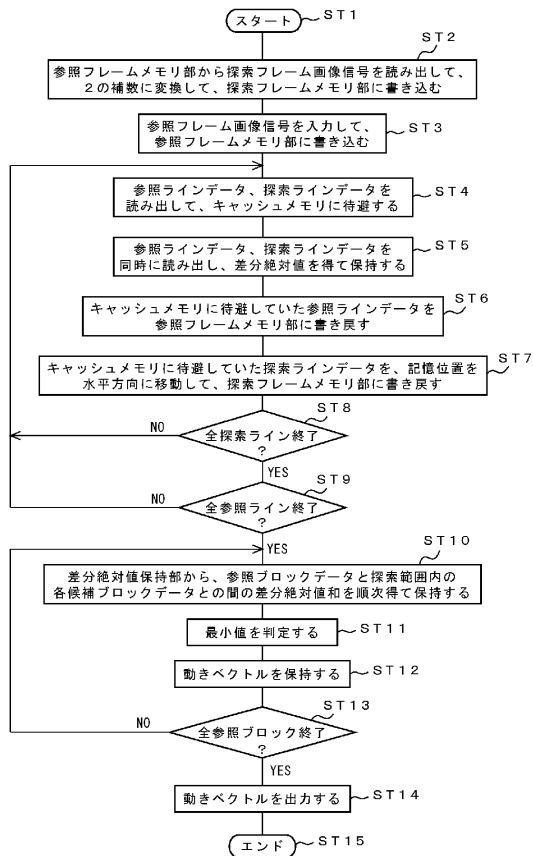 スタート
ST1
ST2
参照フレームメモリ部から探索フレーム画像信号を読み出して、
2の補数に変換して、探索フレームメモリ部に書き込む
参照フレーム画像信号を入力して、
参照フレームメモリ部に書き込む
ST3
参照ラインデータ、探索ラインデータを
読み出して、キャッシュメモリに待避する
ST4
参照ラインデータ、探索ラインデータを
同時に読み出し、差分絶対値を得て保持する
ST5
キャッシュメモリに待避していた参照ラインデータを
参照フレームメモリ部に書き戻す
ST6
キャッシュメモリに待避していた探索ラインデータを、記憶位置を
水平方向に移動して、探索フレームメモリ部に書き戻す
ST7
ST8
NO
全探索ライン終了
?
YES
ST9
NO
全参照ライン終了
?
YES
ST10
差分絶対値保持部から、参照ブロックデータと探索範囲内の
各候補ブロックデータとの間の差分絶対値和を順次得て保持する
最小値を判定する
ST11
動きベクトルを保持する
ST12
ST13
NO
全参照ブロック終了
?
YES
動きベクトルを出力する
ST14
エンド
ST15